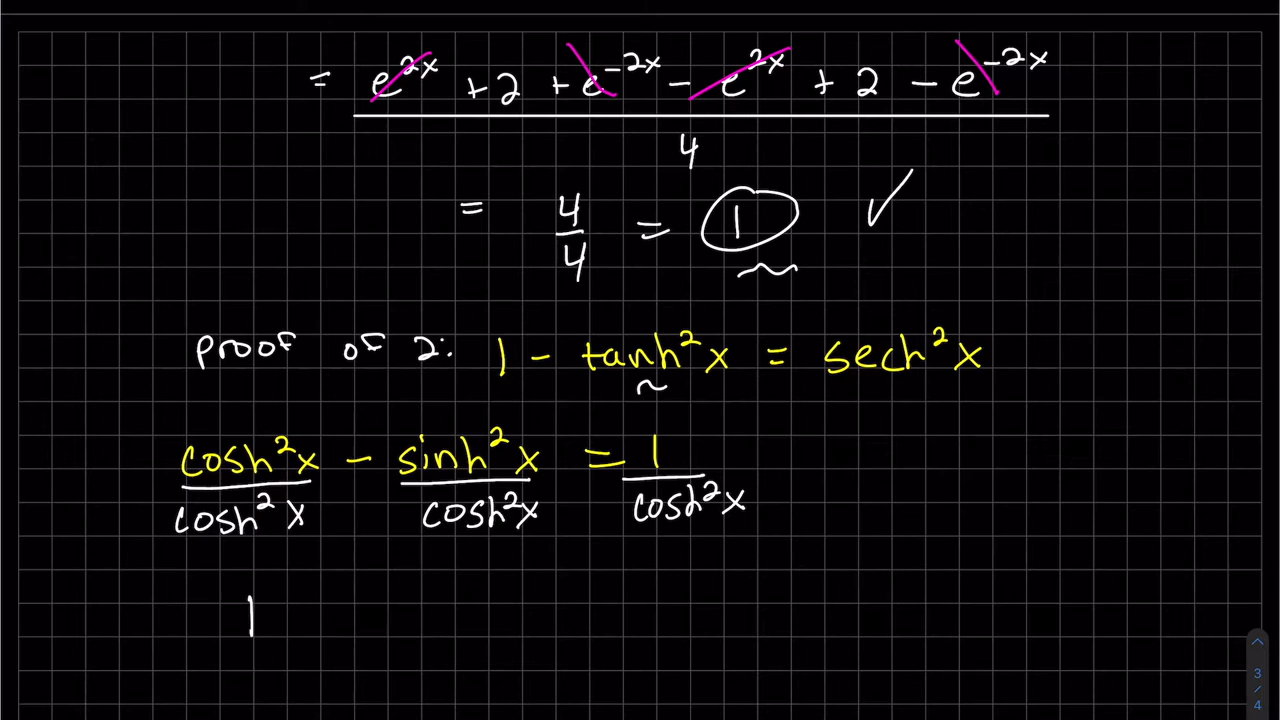 = e^2x + 2 + e^-2x - e^2x + 2 - e^-2x
4
= 4/4 = 1 ✓
proof of 2: 1 - tanh²x = sech²x
cosh²x - sinh²x = 1
cosh²x cosh²x cosh²x
1
3
/
4